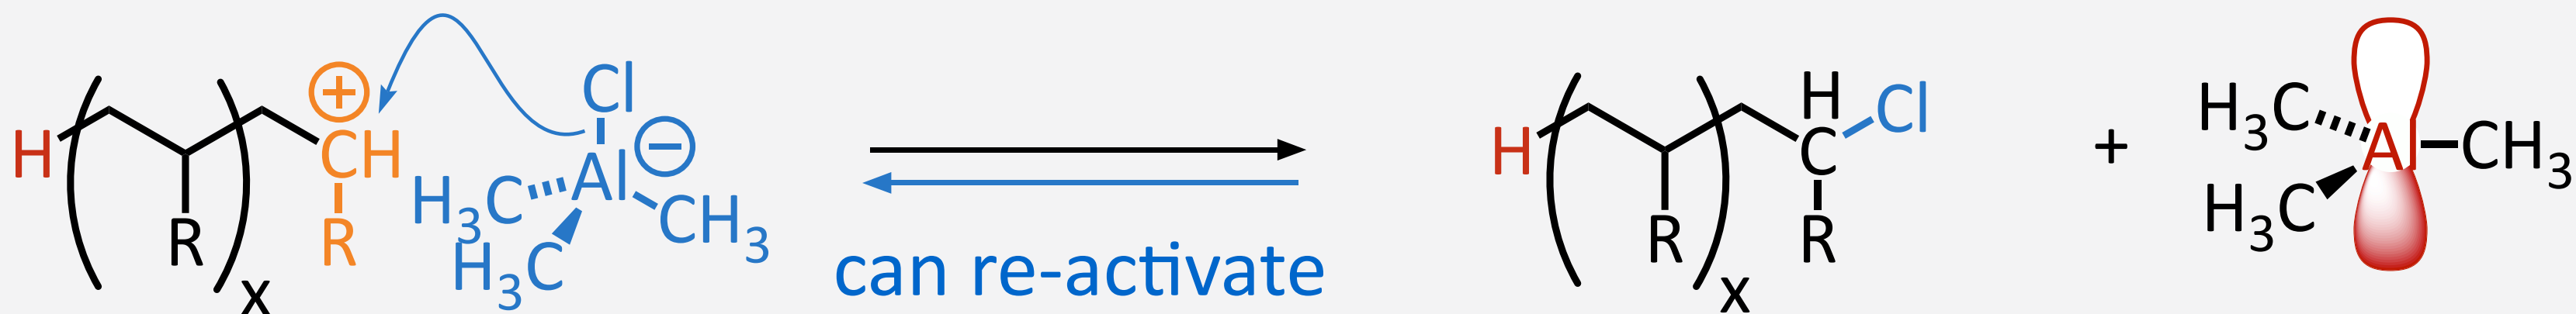 H
R
x
⊕
CH
R
Cl
⊖
Al
H₃C
H₃C
CH₃
can re-activate
H
R
x
H
C
Cl
R
+
H₃C
H₃C
Al
CH₃